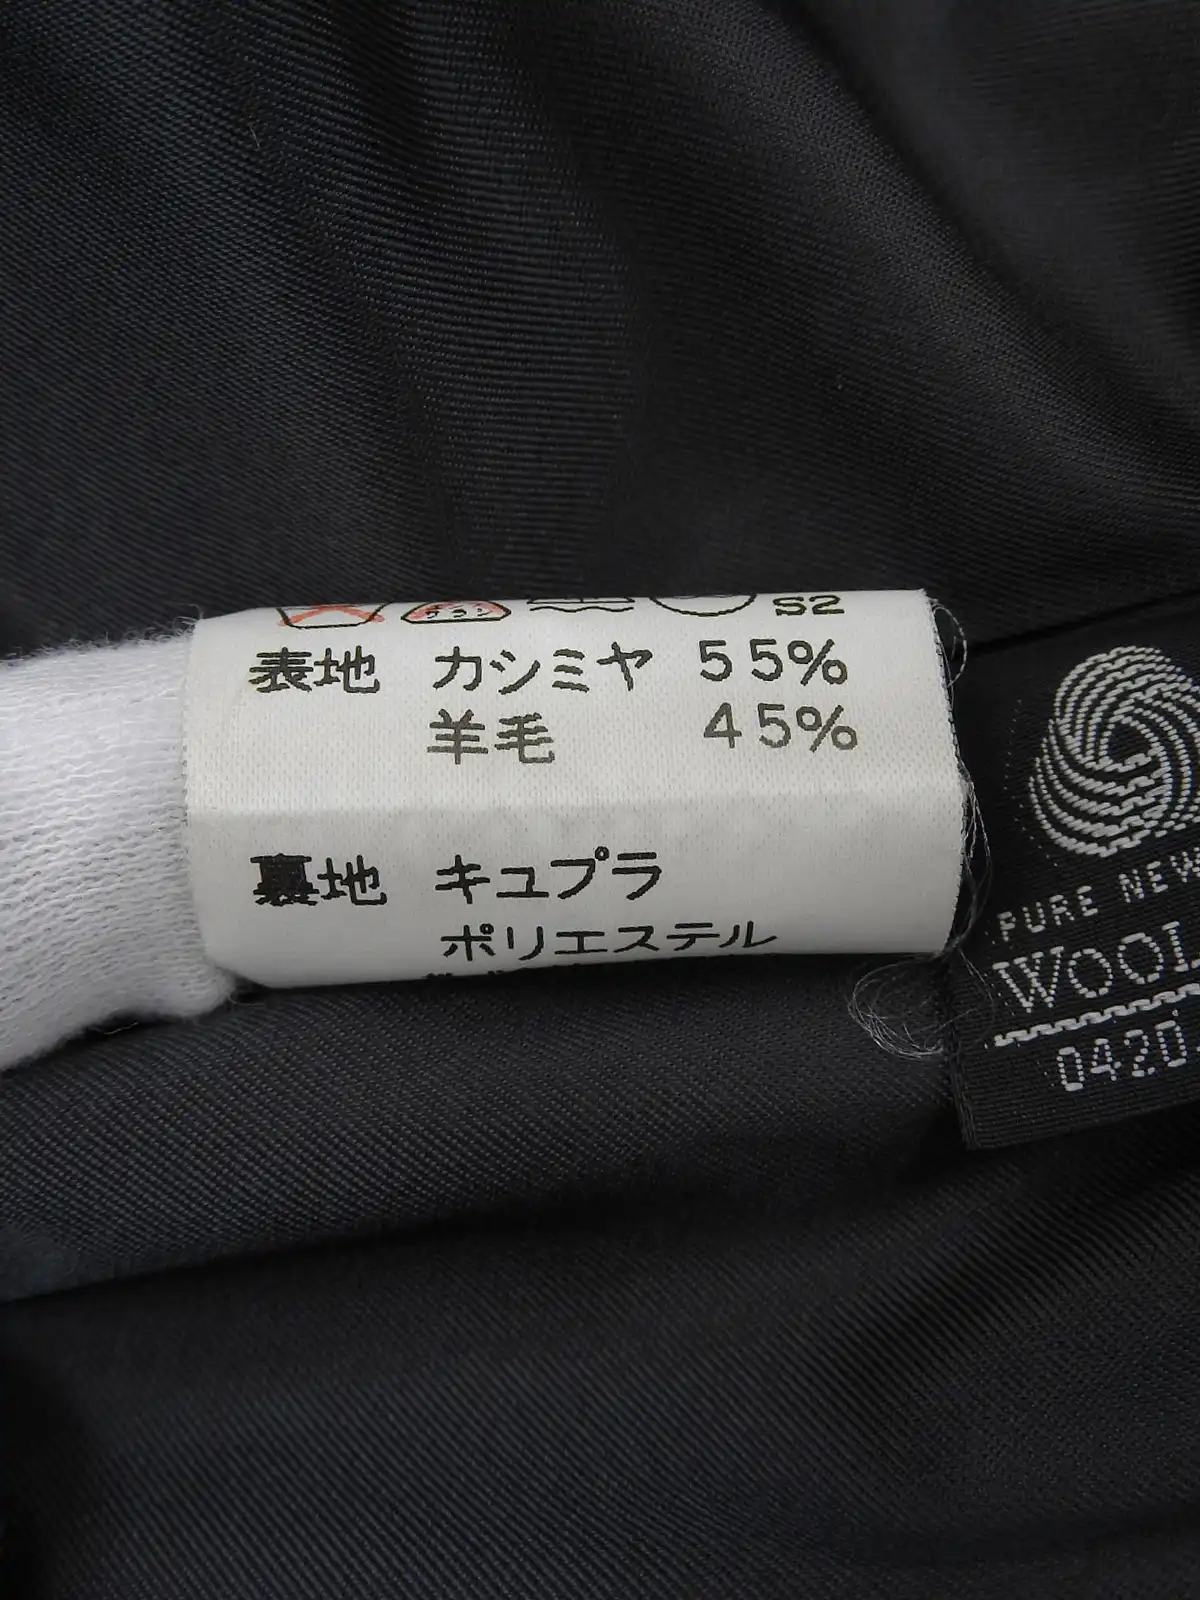 S2
表地 カシミヤ 55%
羊毛 45%
裏地 キュプラ
ポリエステル
PURE NEW
WOOL
0420